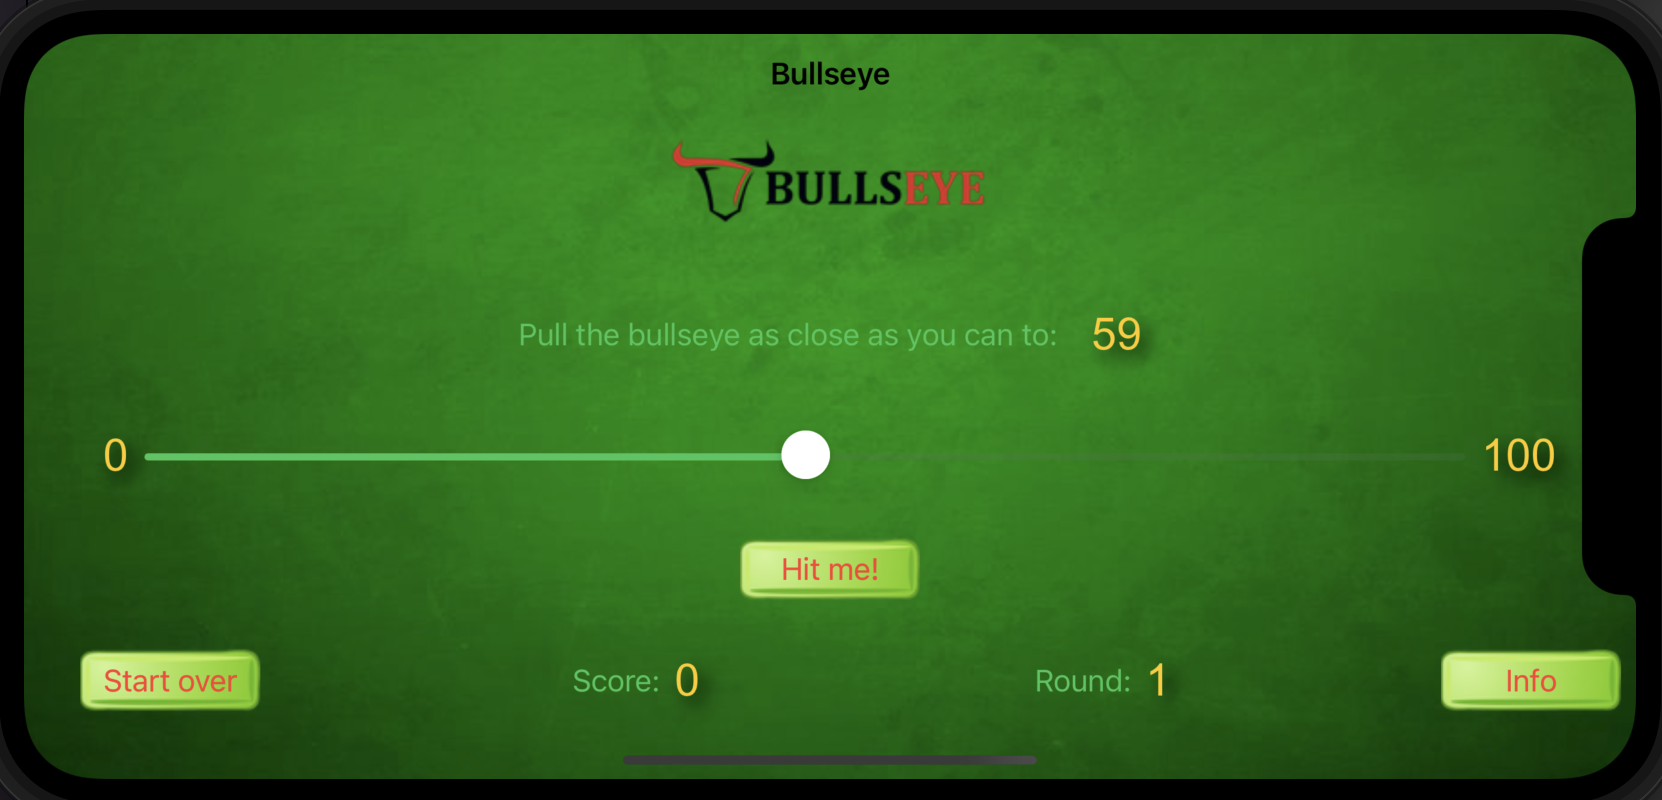 Bullseye
BULLSEYE
Pull the bullseye as close as you can to: 59
0 100
Hit me!
Start over Score: 0 Round: 1 Info